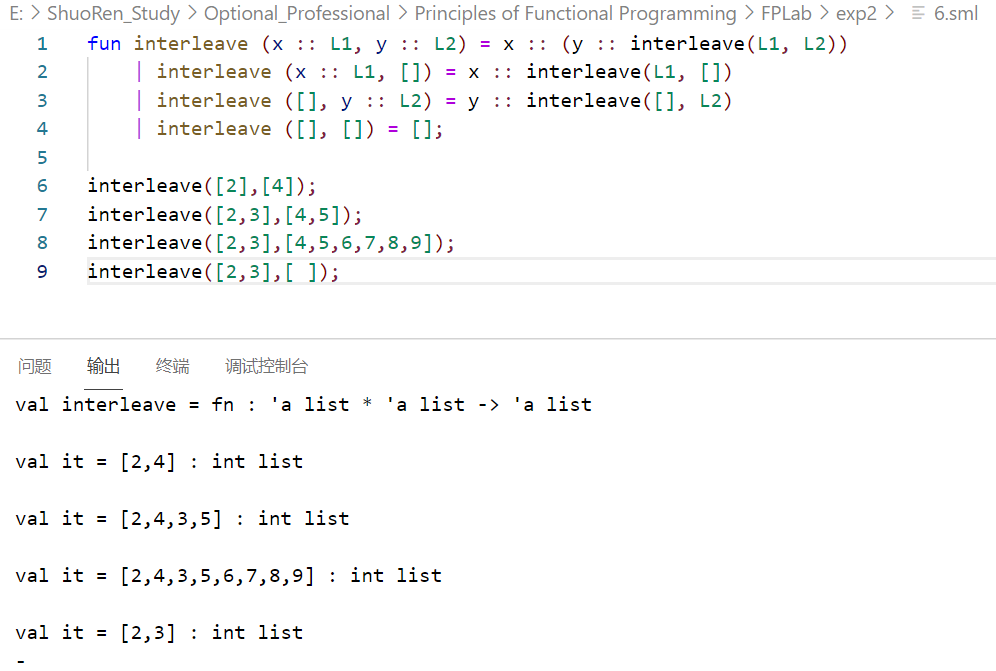 E: > ShuoRen_Study > Optional_Professional > Principles of Functional Programming > FPLab > exp2 > 6.sml
1 fun interleave (x :: L1, y :: L2) = x :: (y :: interleave(L1, L2))
2 | interleave (x :: L1, []) = x :: interleave(L1, [])
3 | interleave ([], y :: L2) = y :: interleave([], L2)
4 | interleave ([], []) = [];
5
6 interleave([2],[4]);
7 interleave([2,3],[4,5]);
8 interleave([2,3],[4,5,6,7,8,9]);
9 interleave([2,3],[ ]);
问题 输出 终端 调试控制台
val interleave = fn : 'a list * 'a list -> 'a list
val it = [2,4] : int list
val it = [2,4,3,5] : int list
val it = [2,4,3,5,6,7,8,9] : int list
val it = [2,3] : int list
-